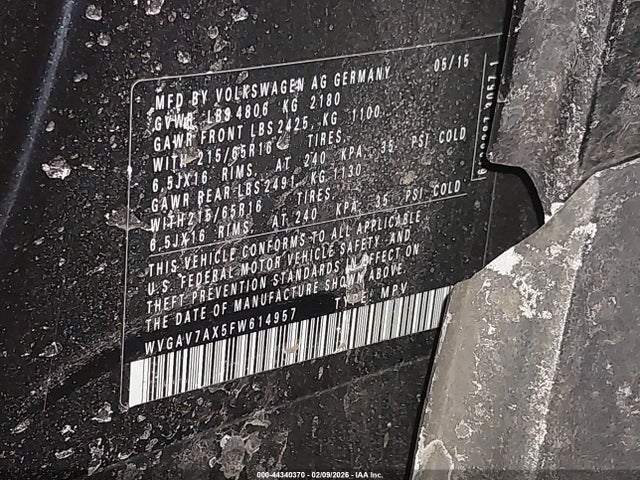 MFD BY VOLKSWAGEN AG GERMANY 05/15
GVWR LBS 4806 KG 2180
GAWR FRONT LBS 2425, KG 1100
WITH 215/65R16 TIRES,
6,5JX16 RIMS, AT 240 KPA, 35 PSI COLD
GAWR REAR LBS 2491, KG 1130
WITH 215/65R16 TIRES,
6,5JX16 RIMS, AT 240 KPA, 35 PSI COLD
THIS VEHICLE CONFORMS TO ALL APPLICABLE
U.S. FEDERAL MOTOR VEHICLE SAFETY AND
THEFT PREVENTION STANDARDS IN EFFECT ON
THE DATE OF MANUFACTURE SHOWN ABOVE.
WVGAV7AX5FW614957 TYPE: MPV
000-44340370 - 02/09/2026 - IAA Inc.